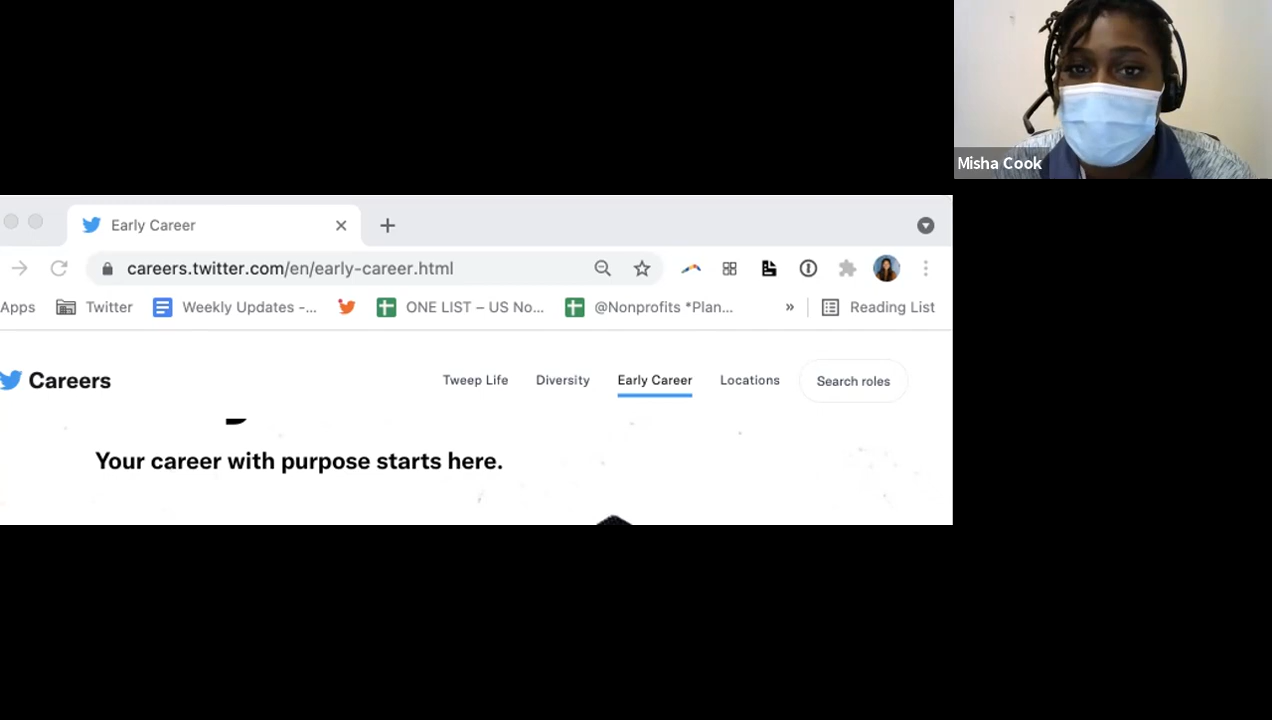 Misha Cook
Early Career
careers.twitter.com/en/early-career.html
Apps Twitter Weekly Updates -... ONE LIST – US No... @Nonprofits *Plan... » Reading List
Careers Tweep Life Diversity Early Career Locations Search roles
Your career with purpose starts here.